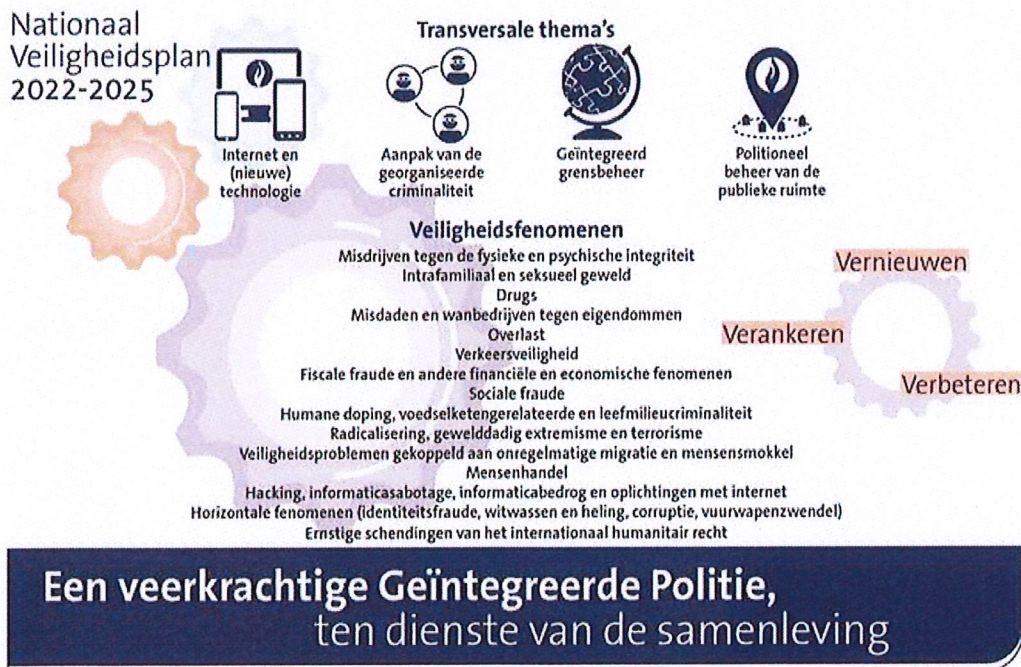 Nationaal
Veiligheidsplan
2022-2025
Transversale thema's
Internet en
(nieuwe)
technologie
Aanpak van de
georganiseerde
criminaliteit
Geïntegreerd
grensbeheer
Politioneel
beheer van de
publieke ruimte
Veiligheidsfenomenen
Misdrijven tegen de fysieke en psychische integriteit
Intrafamiliaal en seksueel geweld
Drugs
Misdaden en wanbedrijven tegen eigendommen
Overlast
Verkeersveiligheid
Fiscale fraude en andere financiële en economische fenomenen
Sociale fraude
Humane doping, voedselketengerelateerde en leefmilieucriminaliteit
Radicalisering, gewelddadig extremisme en terrorisme
Veiligheidsproblemen gekoppeld aan onregelmatige migratie en mensensmokkel
Mensenhandel
Hacking, informaticasabotage, informaticabedrog en oplichtingen met internet
Horizontale fenomenen (identiteitsfraude, witwassen en heling, corruptie, vuurwapenzwendel)
Ernstige schendingen van het internationaal humanitair recht
Vernieuwen
Verankeren
Verbeteren
Een veerkrachtige Geïntegreerde Politie,
ten dienste van de samenleving